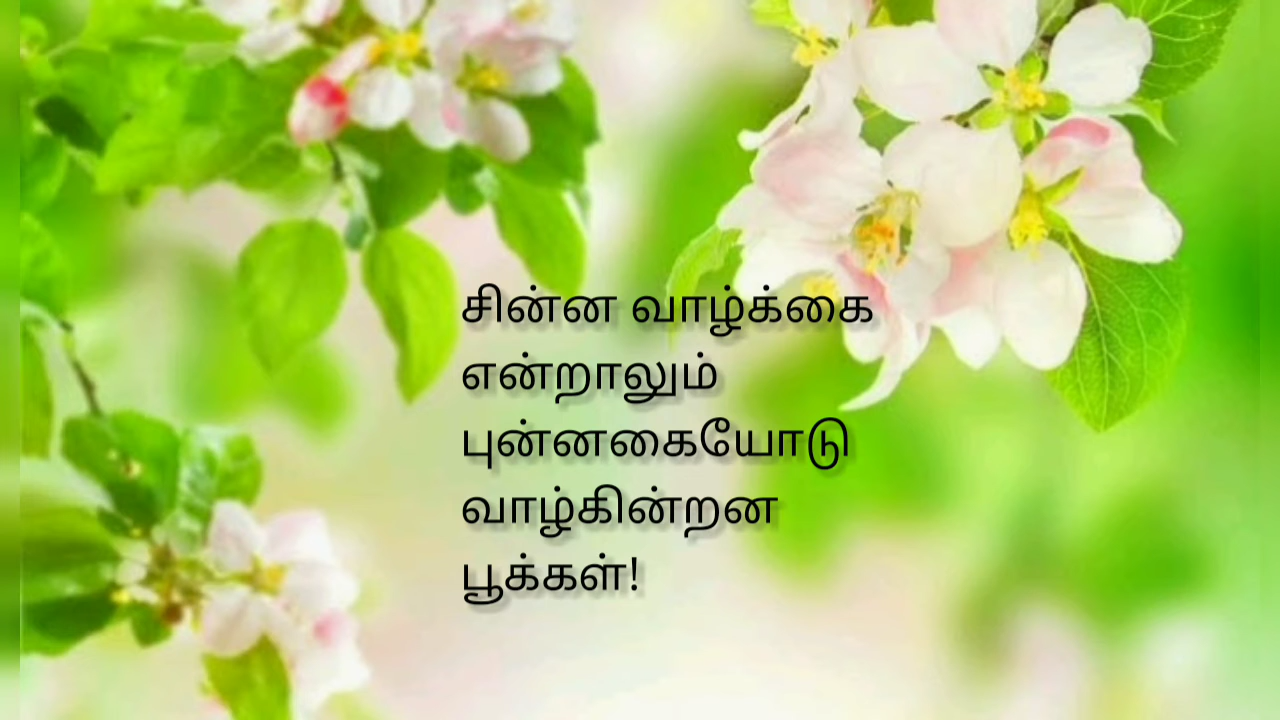 சின்ன வாழ்க்கை
என்றாலும்
புன்னகையோடு
வாழ்கின்றன
பூக்கள்!